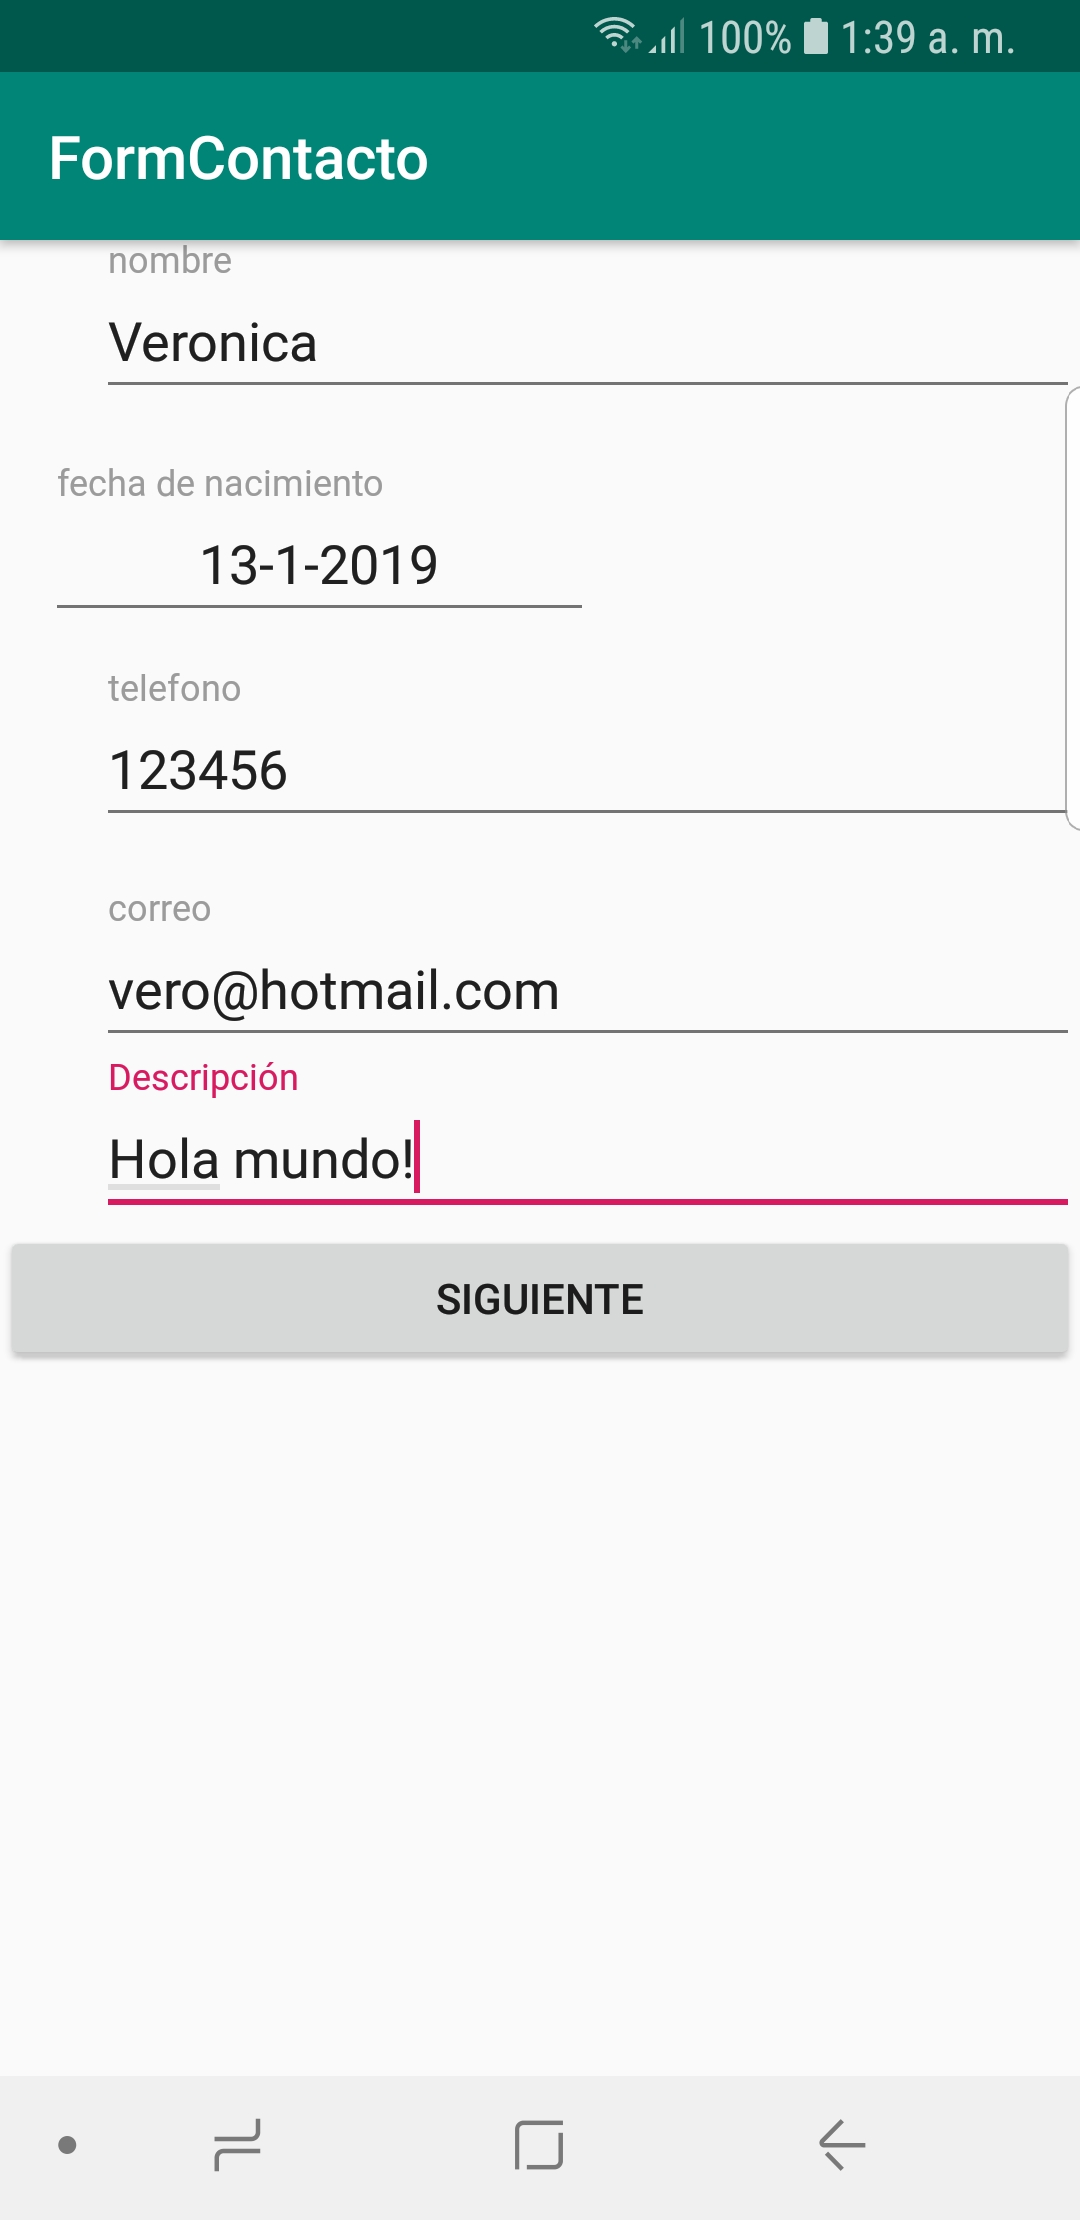 100% 1:39 a. m.
FormContacto
nombre
Veronica
fecha de nacimiento
13-1-2019
telefono
123456
correo
vero@hotmail.com
Descripción
Hola mundo!
SIGUIENTE